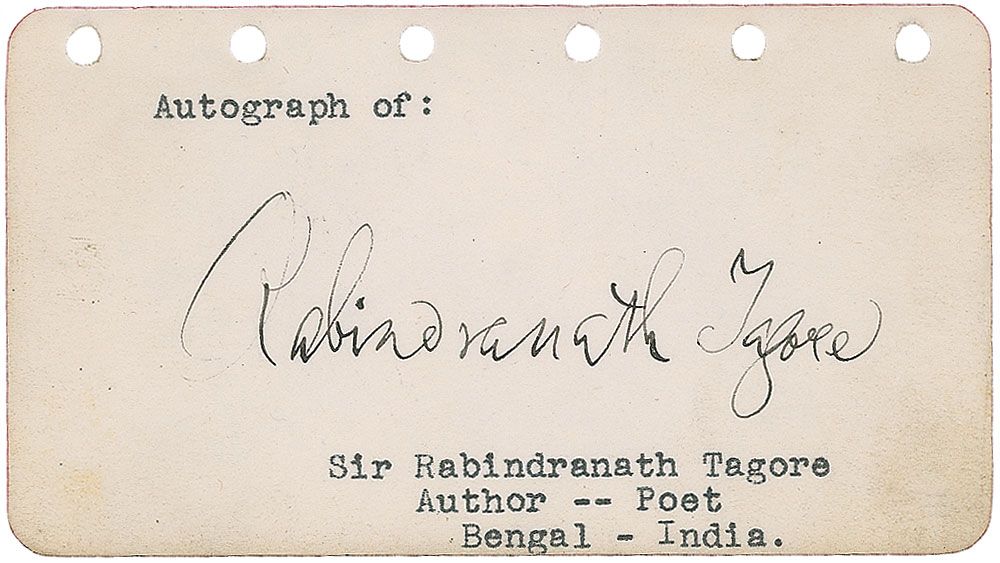 Autograph of:
Rabindranath Tagore
Sir Rabindranath Tagore
Author -- Poet
Bengal - India.